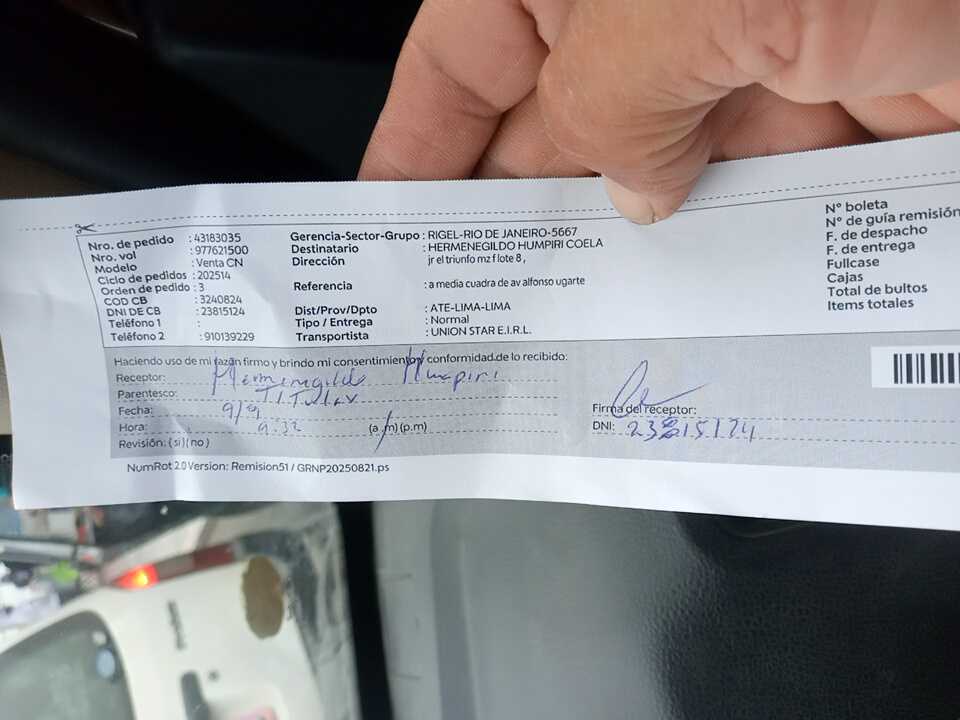 Nro. de pedido : 43183035
Nro. vol : 977621500
Modelo : Venta CN
Ciclo de pedidos : 202514
Orden de pedido : 3
COD CB : 3240824
DNI DE CB : 23815124
Teléfono 1 :
Teléfono 2 : 910139229
Gerencia-Sector-Grupo : RIGEL-RIO DE JANEIRO-5667
Destinatario : HERMENEGILDO HUMPIRI COELA
Dirección jr el triunfo mz f lote 8 ,
Referencia : a media cuadra de av alfonso ugarte
Dist/Prov/Dpto : ATE-LIMA-LIMA
Tipo / Entrega : Normal
Transportista : UNION STAR E.I.R.L.
N° boleta
N° de guía remisión
F. de despacho
F. de entrega
Fullcase
Cajas
Total de bultos
Items totales
Haciendo uso de mi razón firmo y brindo mi consentimiento y conformidad de lo recibido:
Receptor: Hermenegildo Humpiri
Parentesco: TITULAR
Fecha: 9/9
Hora: 9.32 (a.m)(p.m)
Revisión: (si)(no)
Firma del receptor:
DNI: 23815124
NumRot 2.0 Version: Remision51 / GRNP20250821.ps